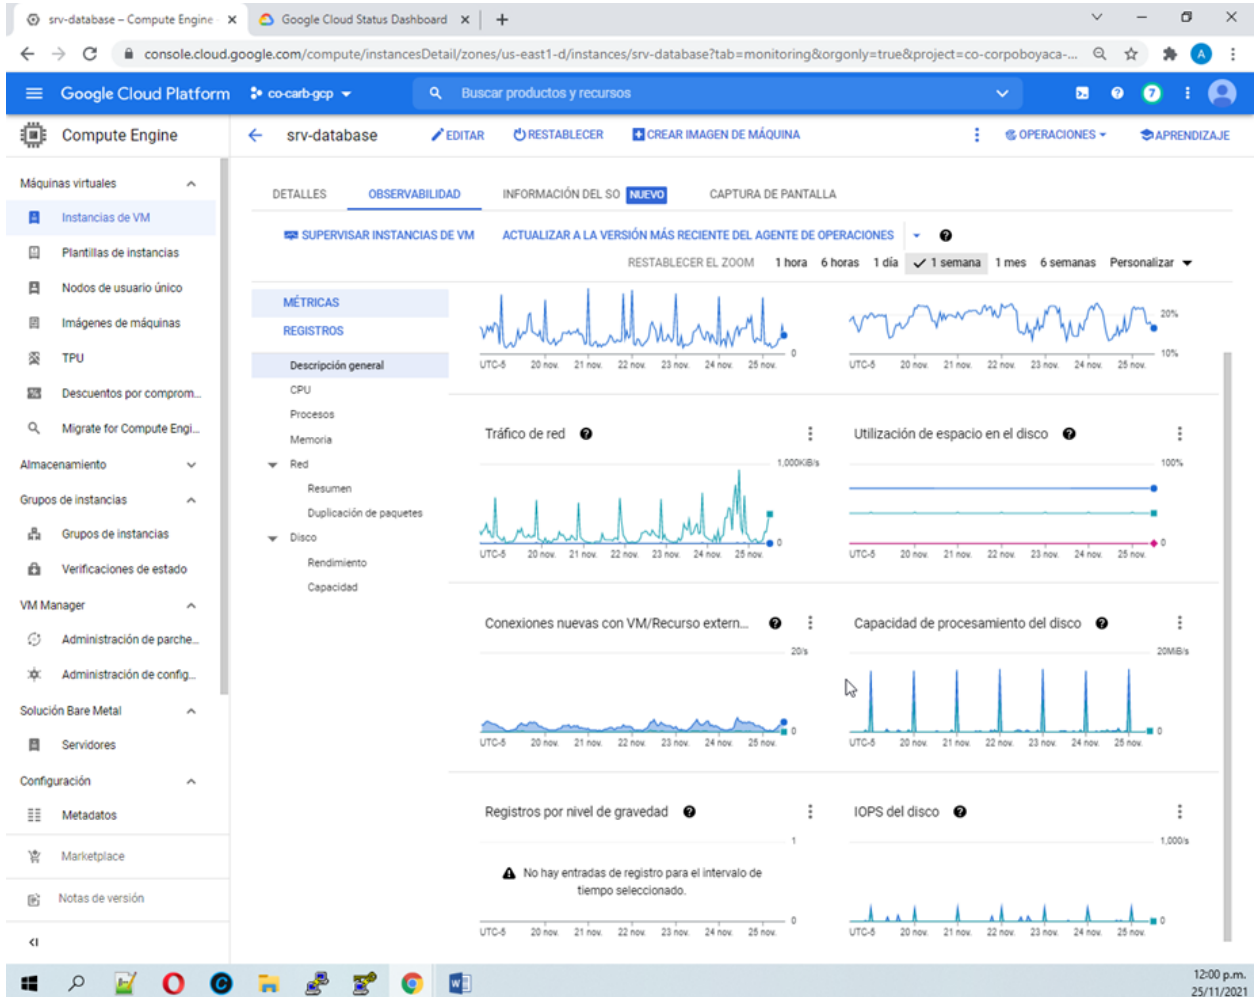 srv-database – Compute Engine -
Google Cloud Status Dashboard
console.cloud.google.com/compute/instancesDetail/zones/us-east1-d/instances/srv-database?tab=monitoring&orgonly=true&project=co-corpoboyaca-...
A
Google Cloud Platform
co-carb-gcp
Buscar productos y recursos
7
Compute Engine
srv-database
EDITAR
RESTABLECER
CREAR IMAGEN DE MÁQUINA
OPERACIONES
APRENDIZAJE
Máquinas virtuales
Instancias de VM
Plantillas de instancias
Nodos de usuario único
Imágenes de máquinas
TPU
Descuentos por comprom...
Migrate for Compute Engi...
Almacenamiento
Grupos de instancias
Grupos de instancias
Verificaciones de estado
VM Manager
Administración de parche...
Administración de config...
Solución Bare Metal
Servidores
Configuración
Metadatos
Marketplace
Notas de versión
DETALLES
OBSERVABILIDAD
INFORMACIÓN DEL SO NUEVO
CAPTURA DE PANTALLA
SUPERVISAR INSTANCIAS DE VM
ACTUALIZAR A LA VERSIÓN MÁS RECIENTE DEL AGENTE DE OPERACIONES
RESTABLECER EL ZOOM 1 hora 6 horas 1 día 1 semana 1 mes 6 semanas Personalizar
MÉTRICAS
REGISTROS
Descripción general
CPU
Procesos
Memoria
Red
Resumen
Duplicación de paquetes
Disco
Rendimiento
Capacidad
0
UTC-5 20 nov. 21 nov. 22 nov. 23 nov. 24 nov. 25 nov.
20%
10%
UTC-5 20 nov. 21 nov. 22 nov. 23 nov. 24 nov. 25 nov.
Tráfico de red
1,000KiB/s
0
UTC-5 20 nov. 21 nov. 22 nov. 23 nov. 24 nov. 25 nov.
Utilización de espacio en el disco
100%
0
UTC-5 20 nov. 21 nov. 22 nov. 23 nov. 24 nov. 25 nov.
Conexiones nuevas con VM/Recurso extern...
20/s
0
UTC-5 20 nov. 21 nov. 22 nov. 23 nov. 24 nov. 25 nov.
Capacidad de procesamiento del disco
20MiB/s
0
UTC-5 20 nov. 21 nov. 22 nov. 23 nov. 24 nov. 25 nov.
Registros por nivel de gravedad
1
No hay entradas de registro para el intervalo de
tiempo seleccionado.
0
UTC-5 20 nov. 21 nov. 22 nov. 23 nov. 24 nov. 25 nov.
IOPS del disco
1,000/s
0
UTC-5 20 nov. 21 nov. 22 nov. 23 nov. 24 nov. 25 nov.
12:00 p.m.
25/11/2021